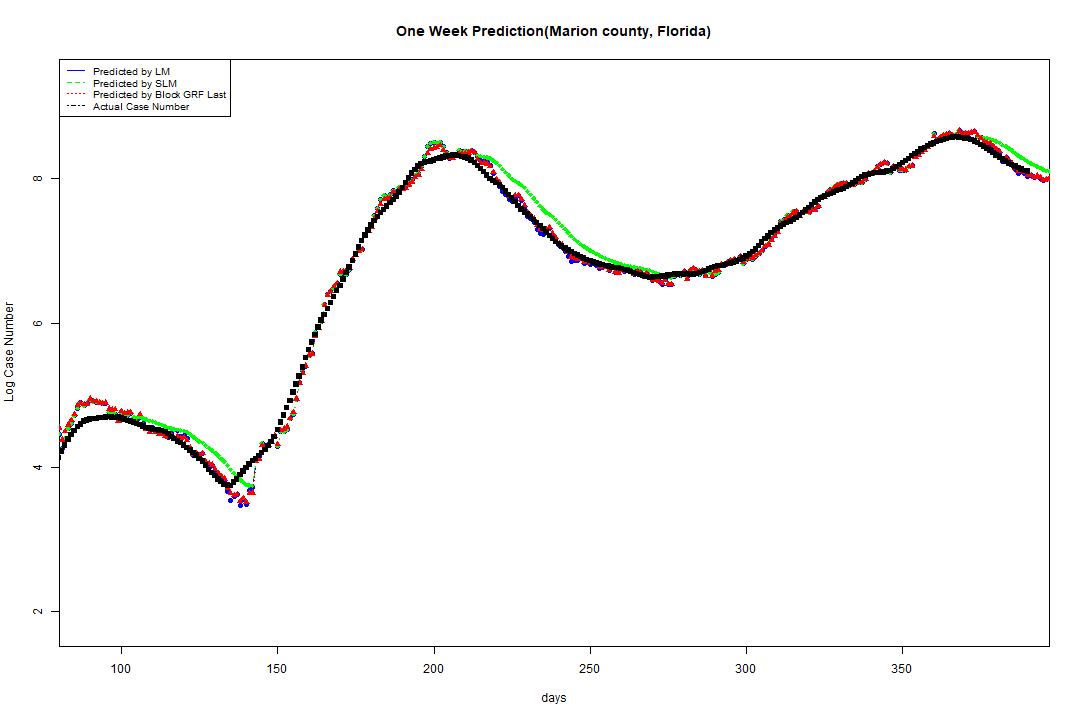 One Week Prediction(Marion county, Florida)
Predicted by LM
Predicted by SLM
Predicted by Block GRF Last
Actual Case Number
8
6
4
2
Log Case Number
100 150 200 250 300 350
days